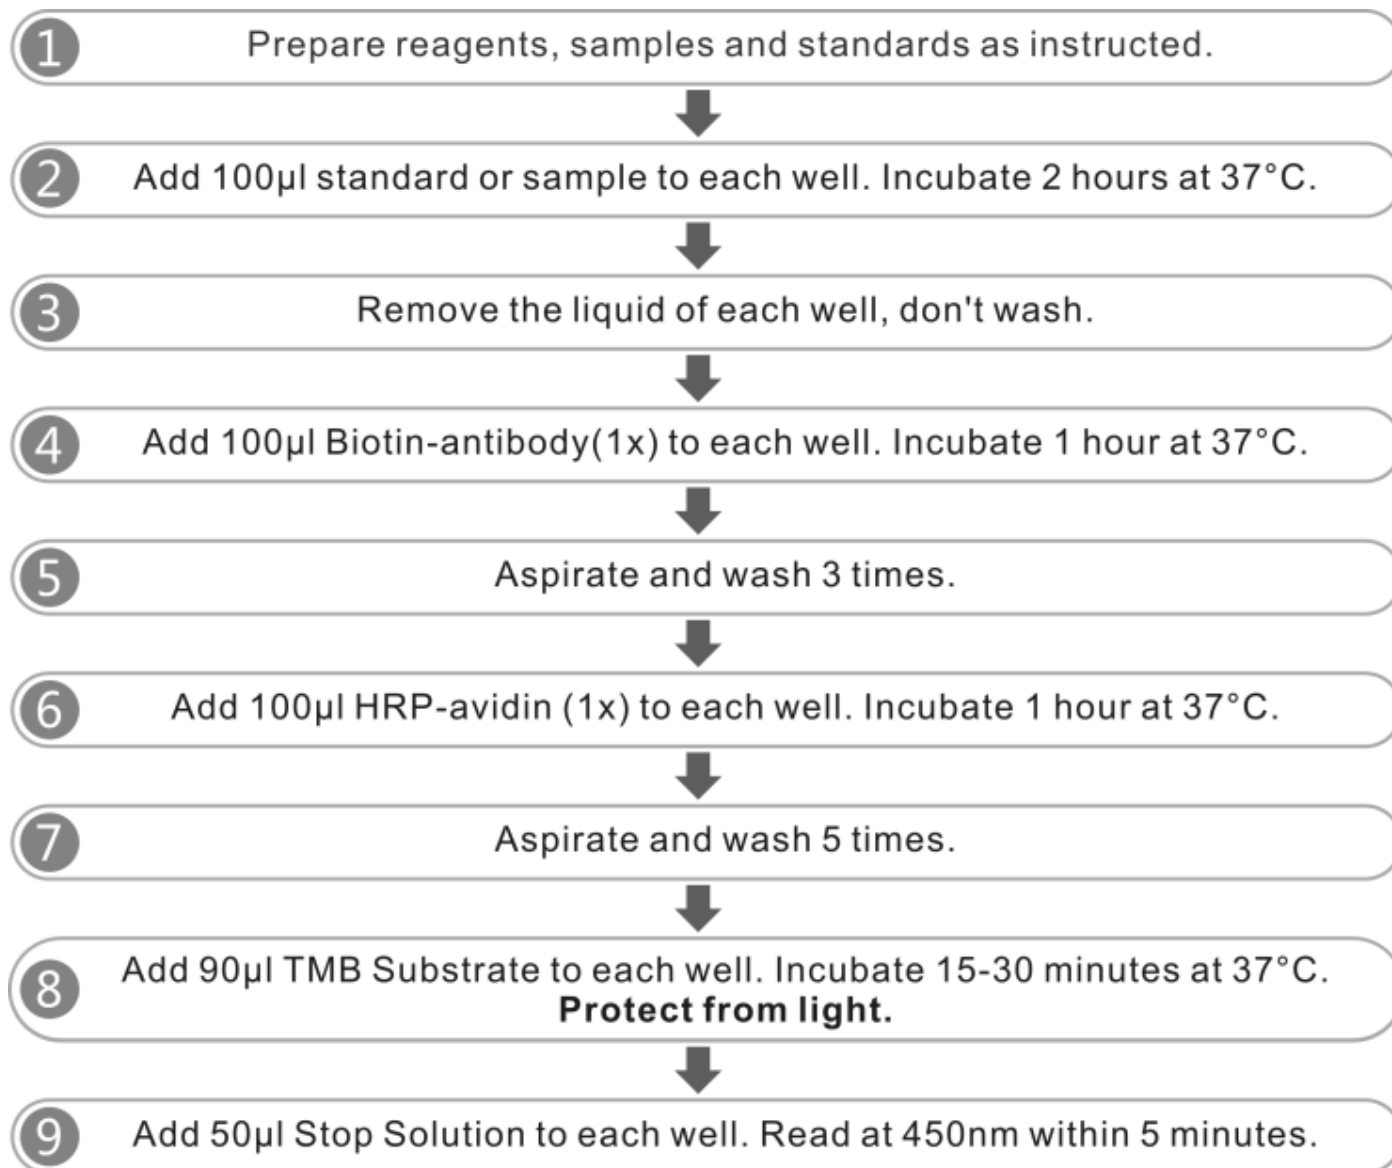 1 Prepare reagents, samples and standards as instructed.
2 Add 100µl standard or sample to each well. Incubate 2 hours at 37°C.
3 Remove the liquid of each well, don't wash.
4 Add 100µl Biotin-antibody(1x) to each well. Incubate 1 hour at 37°C.
5 Aspirate and wash 3 times.
6 Add 100µl HRP-avidin (1x) to each well. Incubate 1 hour at 37°C.
7 Aspirate and wash 5 times.
8 Add 90µl TMB Substrate to each well. Incubate 15-30 minutes at 37°C.
Protect from light.
9 Add 50µl Stop Solution to each well. Read at 450nm within 5 minutes.